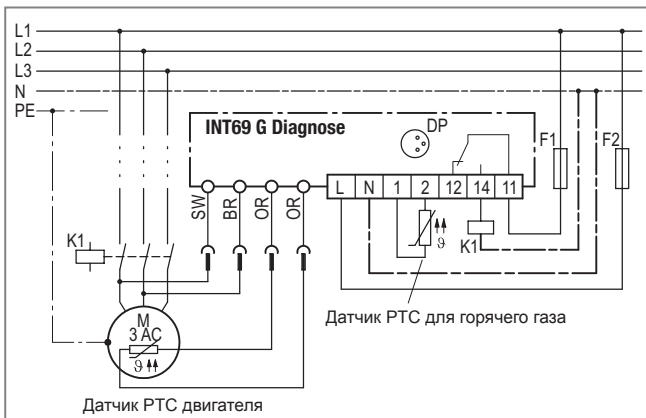 L1
L2
L3
N
PE
INT69 G Diagnose
DP
F1
F2
L N 1 2 12 14 11
SW BR OR OR
K1
ϑ
K1
Датчик PTC для горячего газа
M
3 AC
ϑ
Датчик PTC двигателя